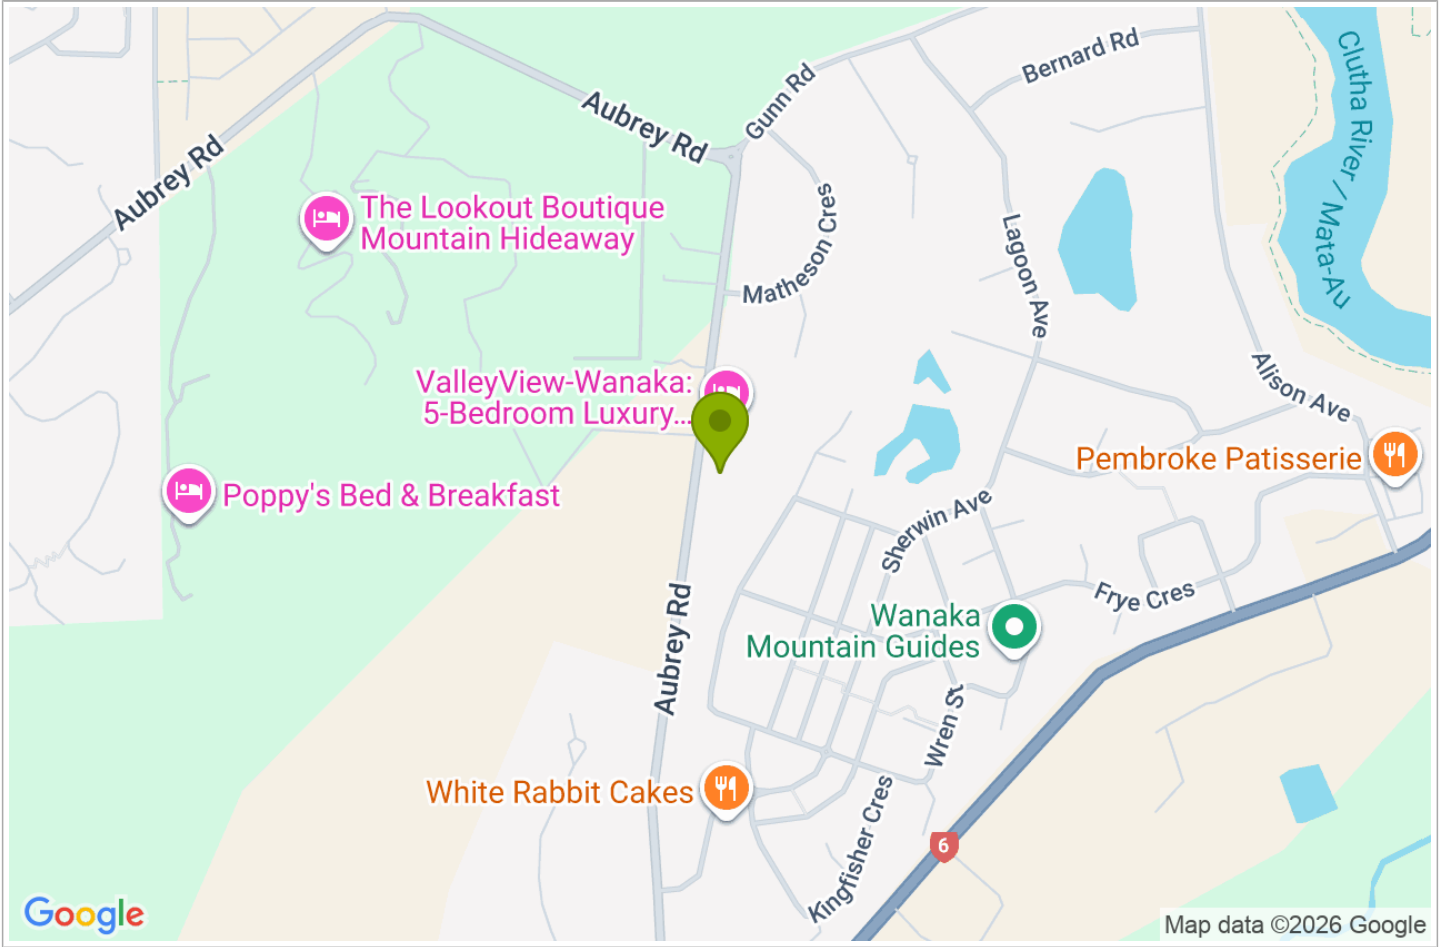 Bernard Rd
Gunn Rd
Clutha River / Mata-Au
Aubrey Rd
Aubrey Rd
The Lookout Boutique
Mountain Hideaway
Matheson Cres
Lagoon Ave
Alison Ave
ValleyView-Wanaka:
5-Bedroom Luxury...
Pembroke Patisserie
Poppy's Bed & Breakfast
Sherwin Ave
Frye Cres
Wanaka
Mountain Guides
Aubrey Rd
Wren St
White Rabbit Cakes
Kingfisher Cres
6
Google
Map data ©2026 Google